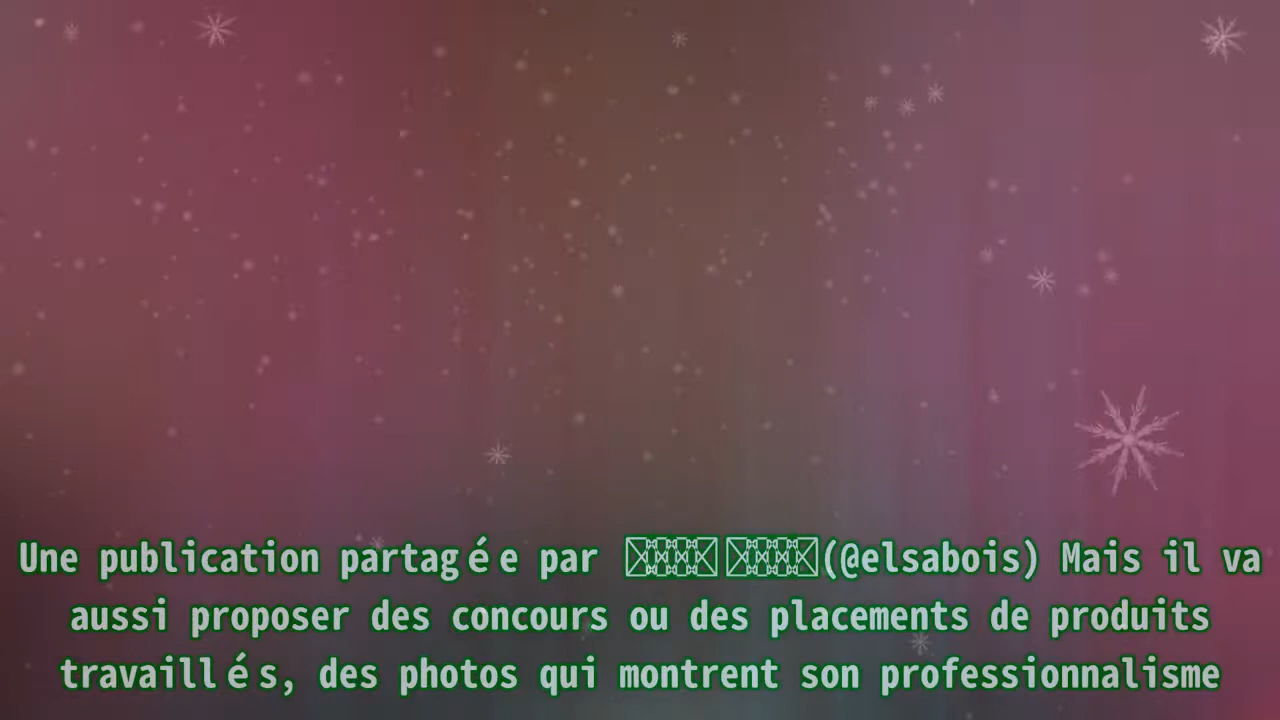 Une publication partagée par (@elsabois) Mais il va
aussi proposer des concours ou des placements de produits
travaillés, des photos qui montrent son professionnalisme